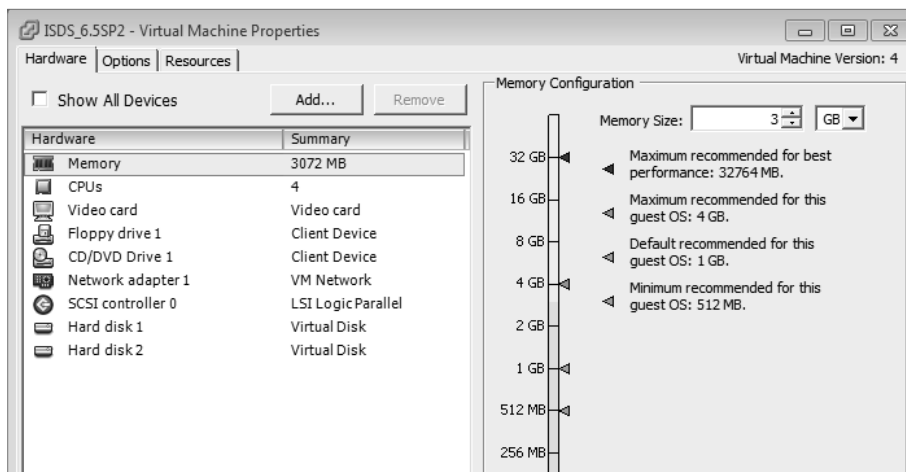 ISDS_6.5SP2 - Virtual Machine Properties
Hardware Options Resources
Virtual Machine Version: 4
Show All Devices
Add...
Remove
Hardware Summary
Memory 3072 MB
CPUs 4
Video card Video card
Floppy drive 1 Client Device
CD/DVD Drive 1 Client Device
Network adapter 1 VM Network
SCSI controller 0 LSI Logic Parallel
Hard disk 1 Virtual Disk
Hard disk 2 Virtual Disk
Memory Configuration
Memory Size: 3 GB
32 GB
16 GB
8 GB
4 GB
2 GB
1 GB
512 MB
256 MB
Maximum recommended for best
performance: 32764 MB.
Maximum recommended for this
guest OS: 4 GB.
Default recommended for this
guest OS: 1 GB.
Minimum recommended for this
guest OS: 512 MB.